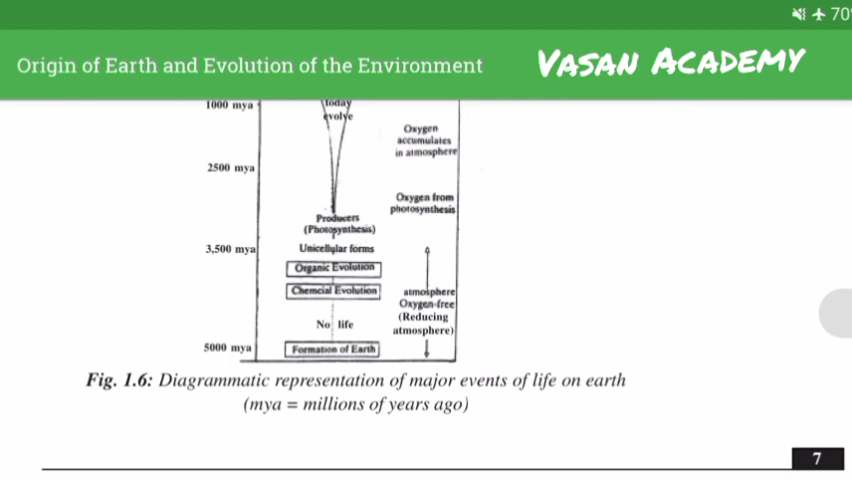 70
Origin of Earth and Evolution of the Environment
VASAN ACADEMY
1000 mya
today
evolve
Oxygen
accumulates
in atmosphere
2500 mya
Oxygen from
photosynthesis
Producers
(Photosynthesis)
3,500 mya
Unicellular forms
Organic Evolution
Chemcial Evolution
atmosphere
Oxygen-free
(Reducing
atmosphere)
No life
5000 mya
Formation of Earth
Fig. 1.6: Diagrammatic representation of major events of life on earth
(mya = millions of years ago)
7